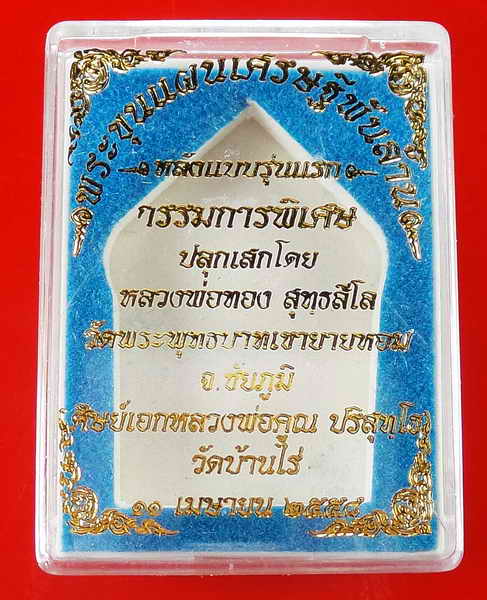 พระขุนแผนเศรษฐีพันล้าน
หลังแบบรุ่นแรก
กรรมการพิเศษ
ปลุกเสกโดย
หลวงพ่อทอง สุทฺธสีโล
วัดพระพุทธบาทเขายายหอม
จ.ชัยภูมิ
(ศิษย์เอกหลวงพ่อคูณ ปริสุทฺโธ)
วัดบ้านไร่
๑๑ เมษายน ๒๕๕๘